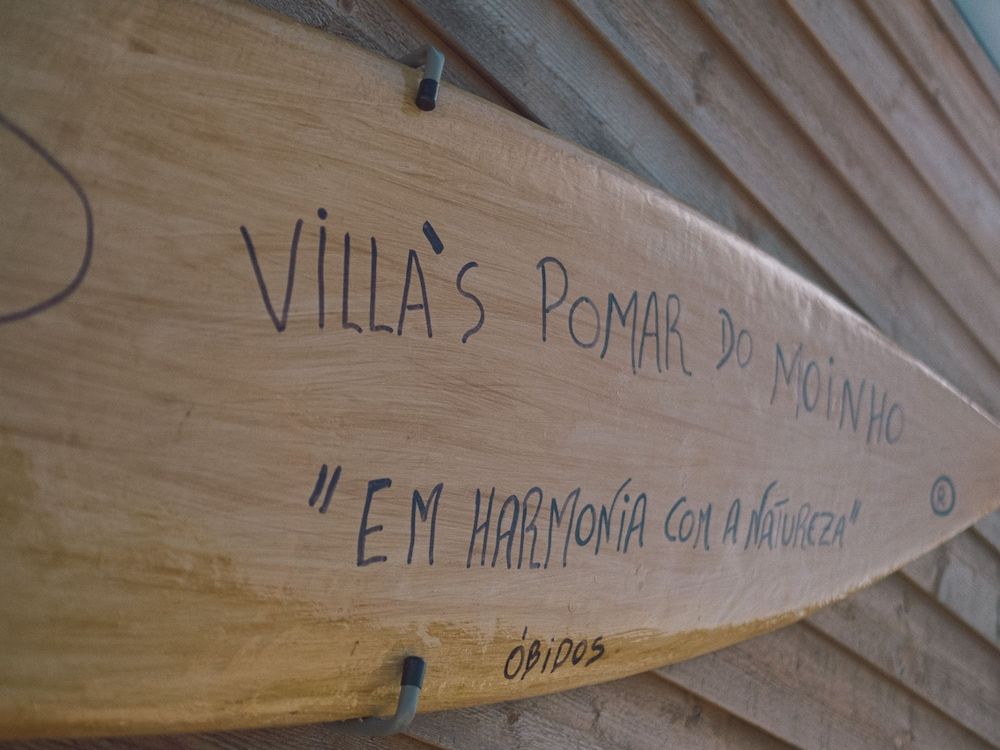 VILLA`S POMAR DO MOINHO
"EM HARMONIA COM A NATUREZA"
®
ÓBIDOS